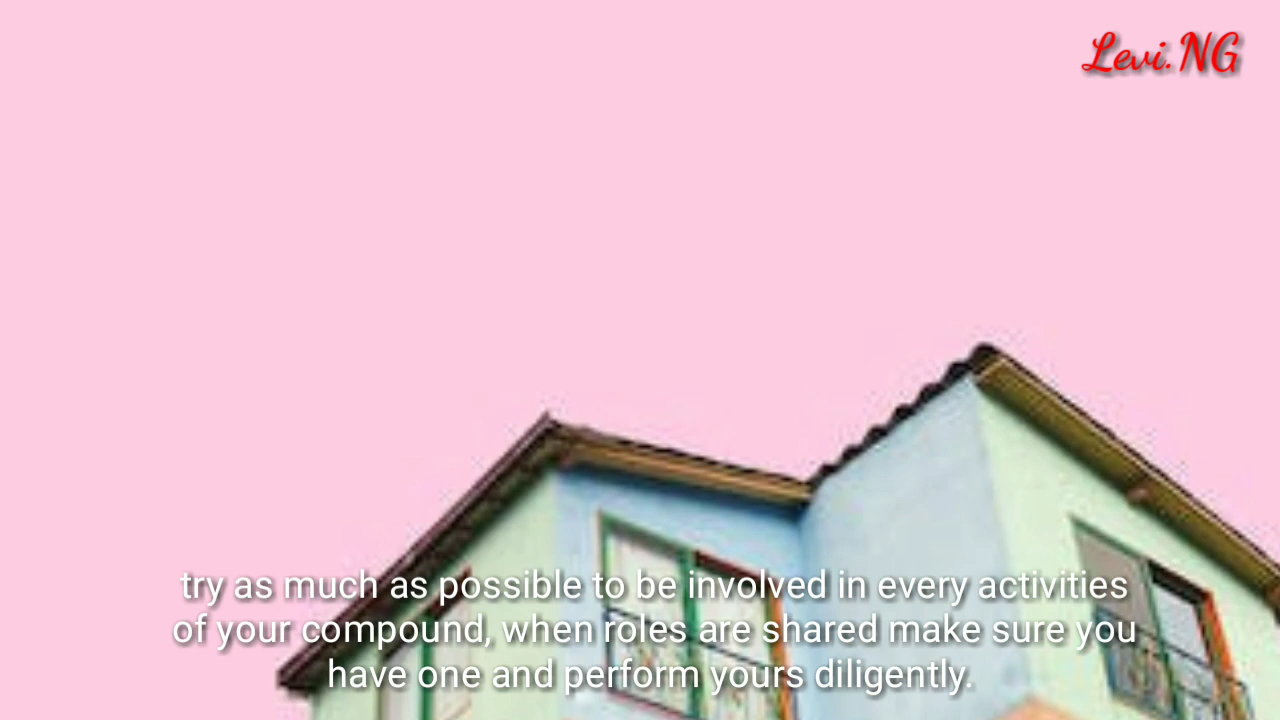 Levi.NG
try as much as possible to be involved in every activities
of your compound, when roles are shared make sure you
have one and perform yours diligently.